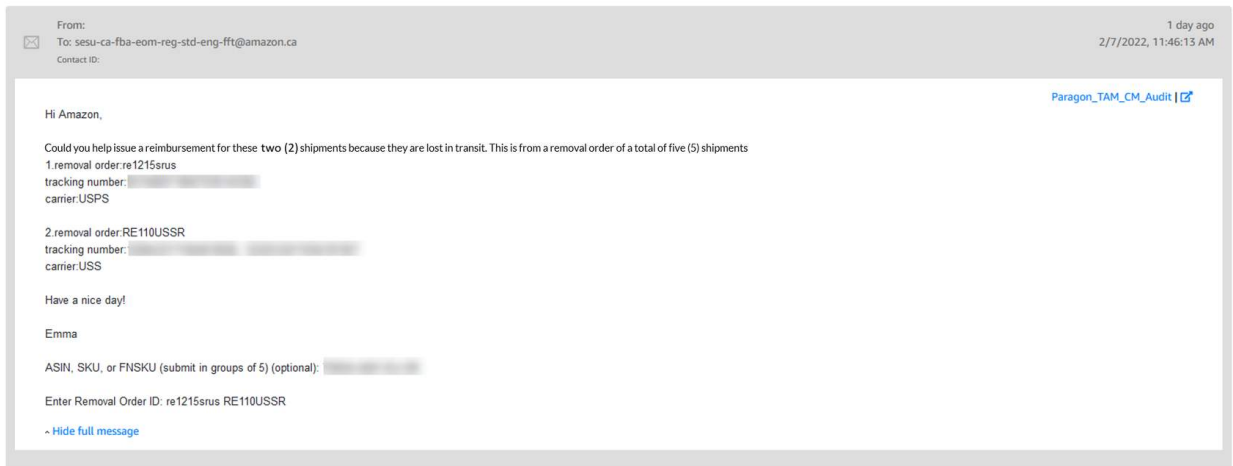 From:
1 day ago
To: sesu-ca-fba-eom-reg-std-eng-fft@amazon.ca
2/7/2022, 11:46:13 AM
Contact ID:
Paragon_TAM_CM_Audit |
Hi Amazon,
Could you help issue a reimbursement for these two (2) shipments because they are lost in transit. This is from a removal order of a total of five (5) shipments
1.removal order:re1215srus
tracking number:
carrier:USPS
2.removal order:RE110USSR
tracking number:
carrier:USS
Have a nice day!
Emma
ASIN, SKU, or FNSKU (submit in groups of 5) (optional):
Enter Removal Order ID: re1215srus RE110USSR
^ Hide full message